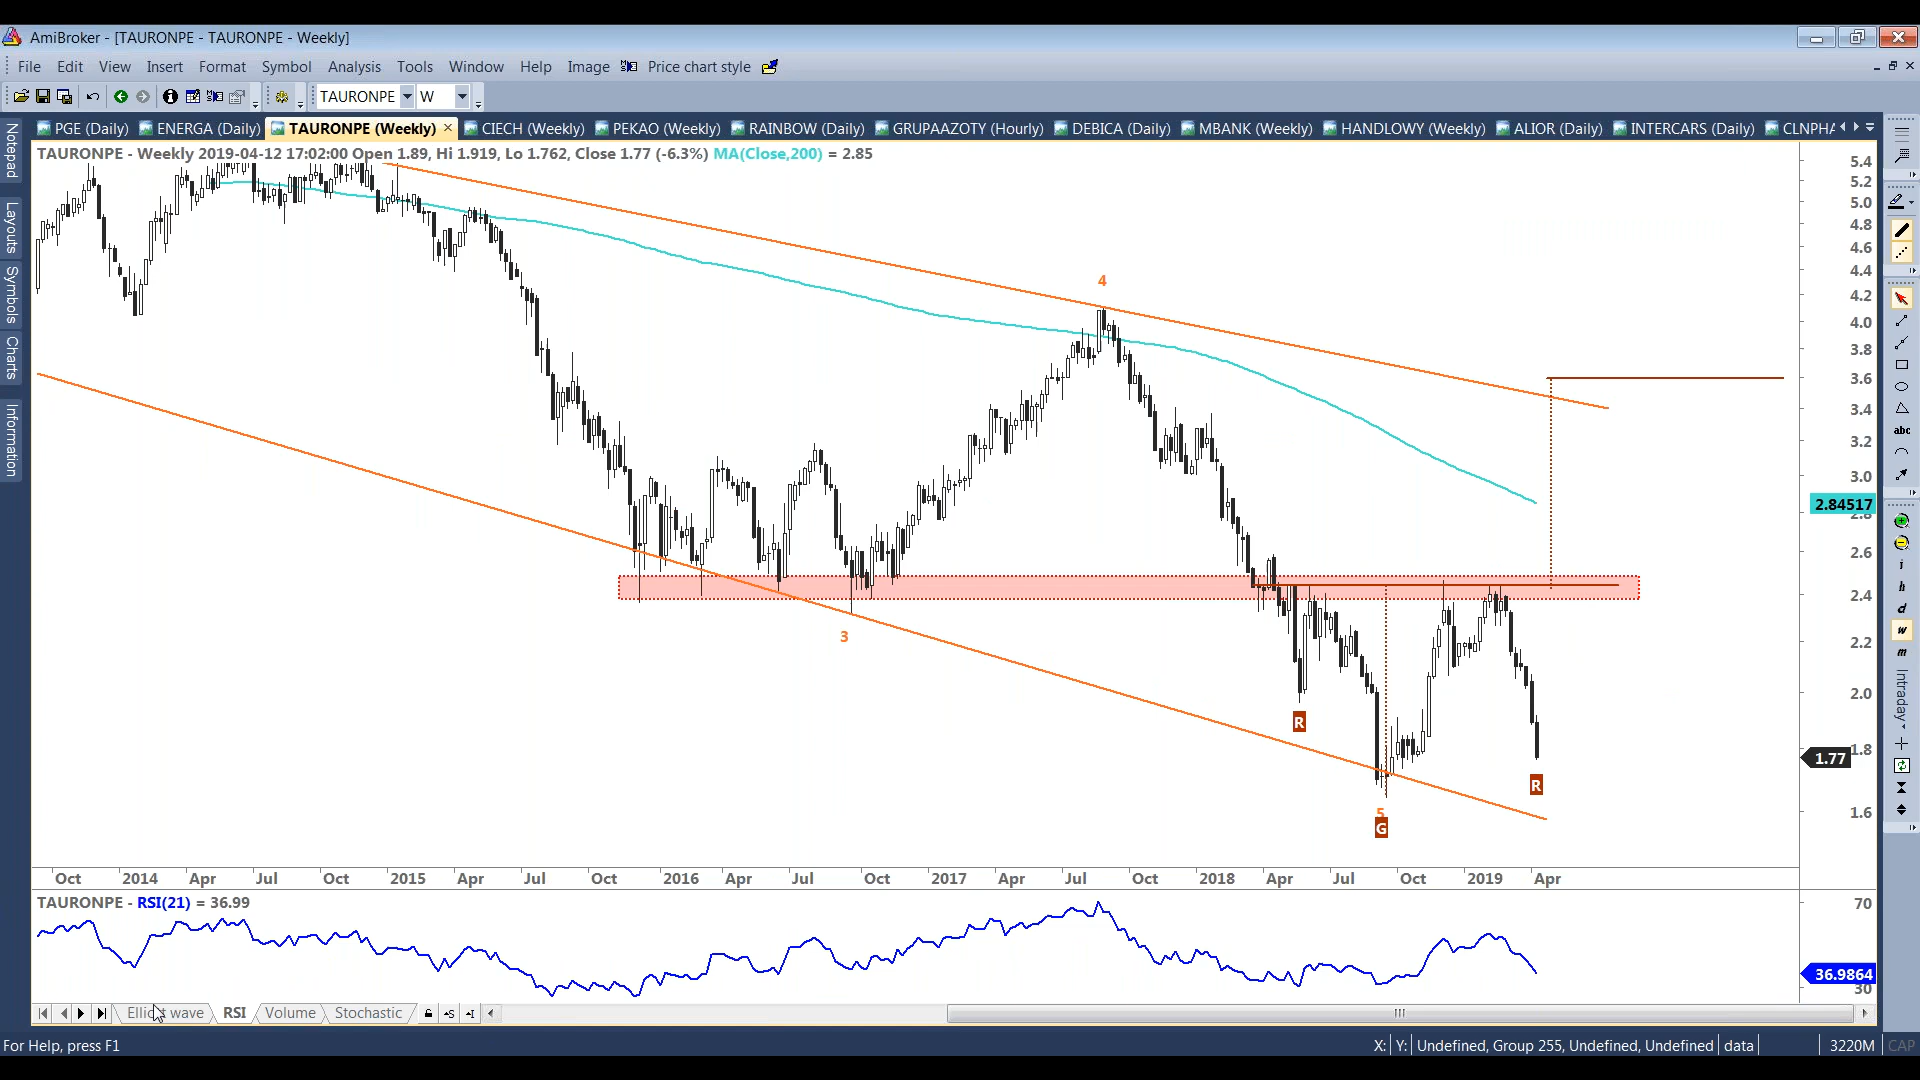 AmiBroker - [TAURONPE - TAURONPE - Weekly]
File Edit View Insert Format Symbol Analysis Tools Window Help Image Price chart style
TAURONPE W
PGE (Daily) ENERGA (Daily) TAURONPE (Weekly) CIECH (Weekly) PEKAO (Weekly) RAINBOW (Daily) GRUPAAZOTY (Hourly) DEBICA (Daily) MBANK (Weekly) HANDLOWY (Weekly) ALIOR (Daily) INTERCARS (Daily) CLNPHA
Notepad
Layouts
Symbols
Charts
Information
TAURONPE - Weekly 2019-04-12 17:02:00 Open 1.89, Hi 1.919, Lo 1.762, Close 1.77 (-6.3%) MA(Close,200) = 2.85
5.4
5.2
5.0
4.8
4.6
4.4
4.2
4.0
3.8
3.6
3.4
3.2
3.0
2.84517
2.8
2.6
2.4
2.2
2.0
1.8
1.77
1.6
4
3
R
5
G
R
Oct 2014 Apr Jul Oct 2015 Apr Jul Oct 2016 Apr Jul Oct 2017 Apr Jul Oct 2018 Apr Jul Oct 2019 Apr
TAURONPE - RSI(21) = 36.99
70
36.9864
30
abc
i
h
d
w
m
Intraday
Elliott wave RSI Volume Stochastic
For Help, press F1
X: Y: Undefined, Group 255, Undefined, Undefined data 3220M CAP